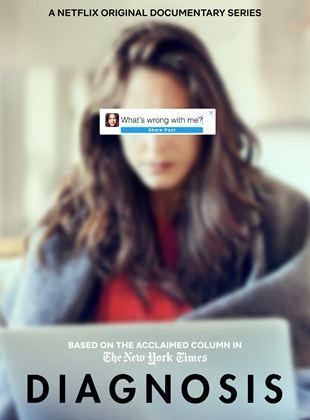 A NETFLIX ORIGINAL DOCUMENTARY SERIES
What's wrong with me?
Share Post
BASED ON THE ACCLAIMED COLUMN IN
The New York Times
DIAGNOSIS